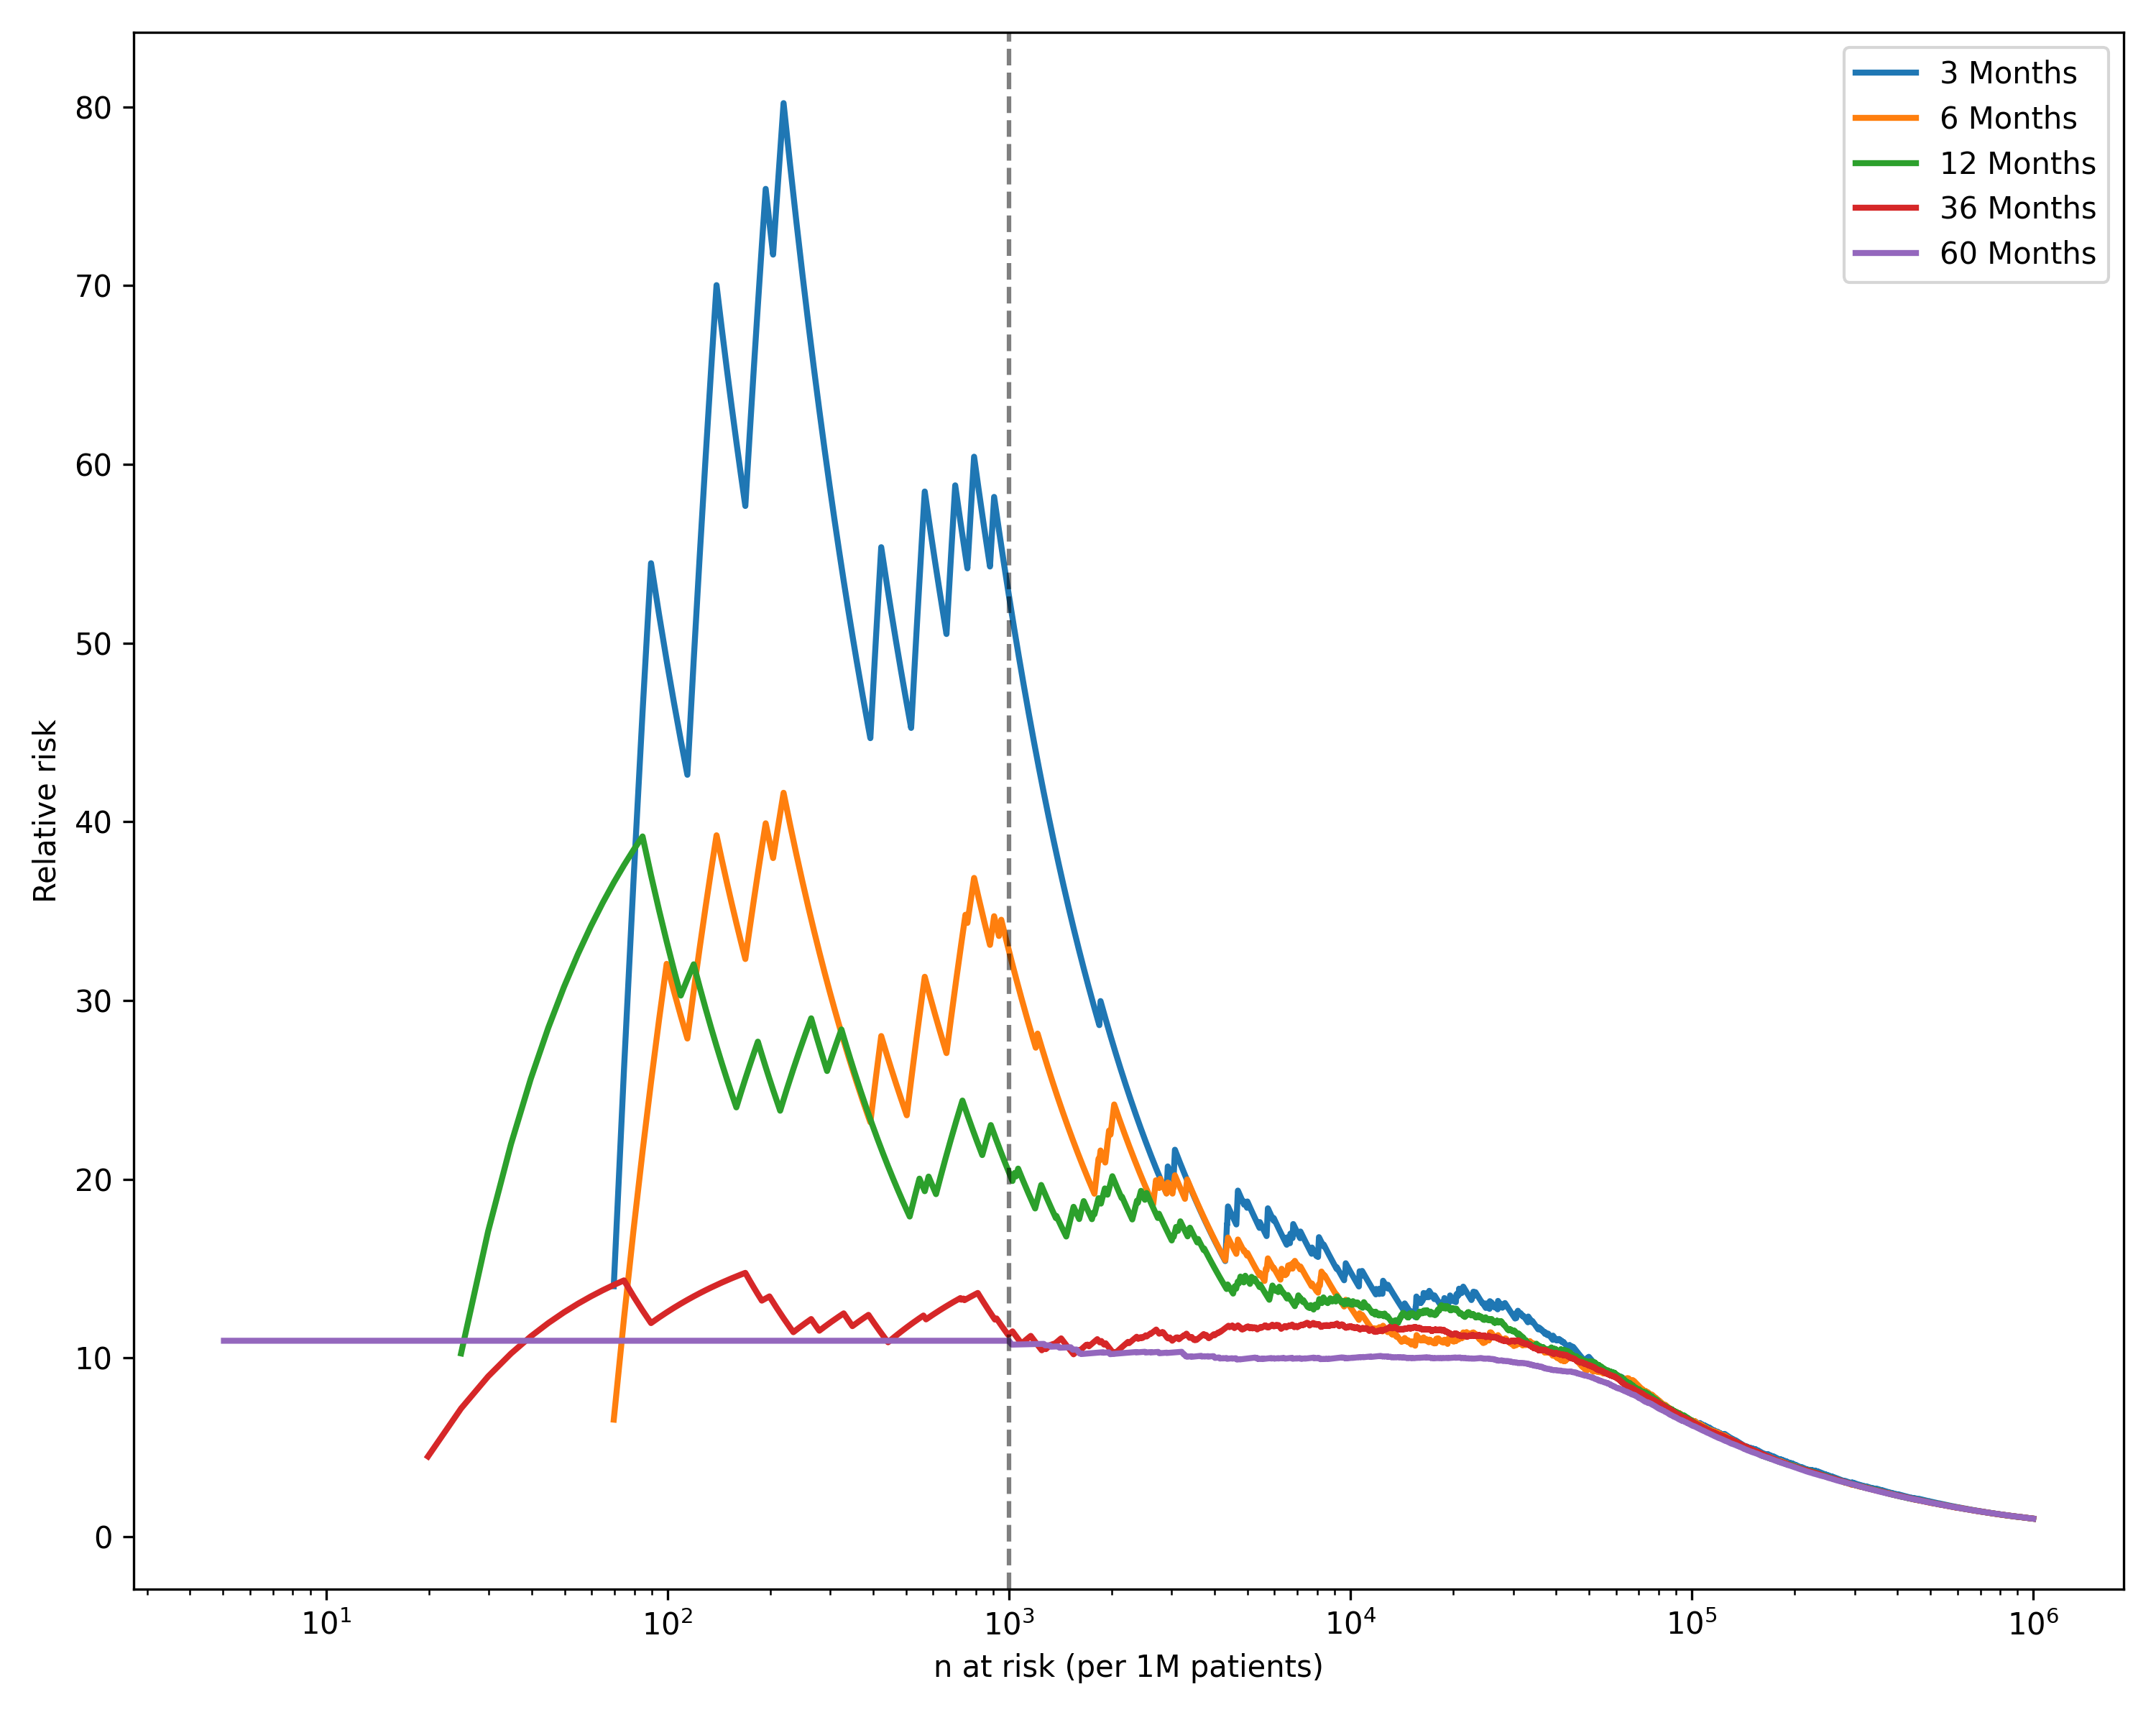 80
70
60
50
40
30
20
10
0
Relative risk
3 Months
6 Months
12 Months
36 Months
60 Months
10¹
10²
10³
10⁴
10⁵
10⁶
n at risk (per 1M patients)